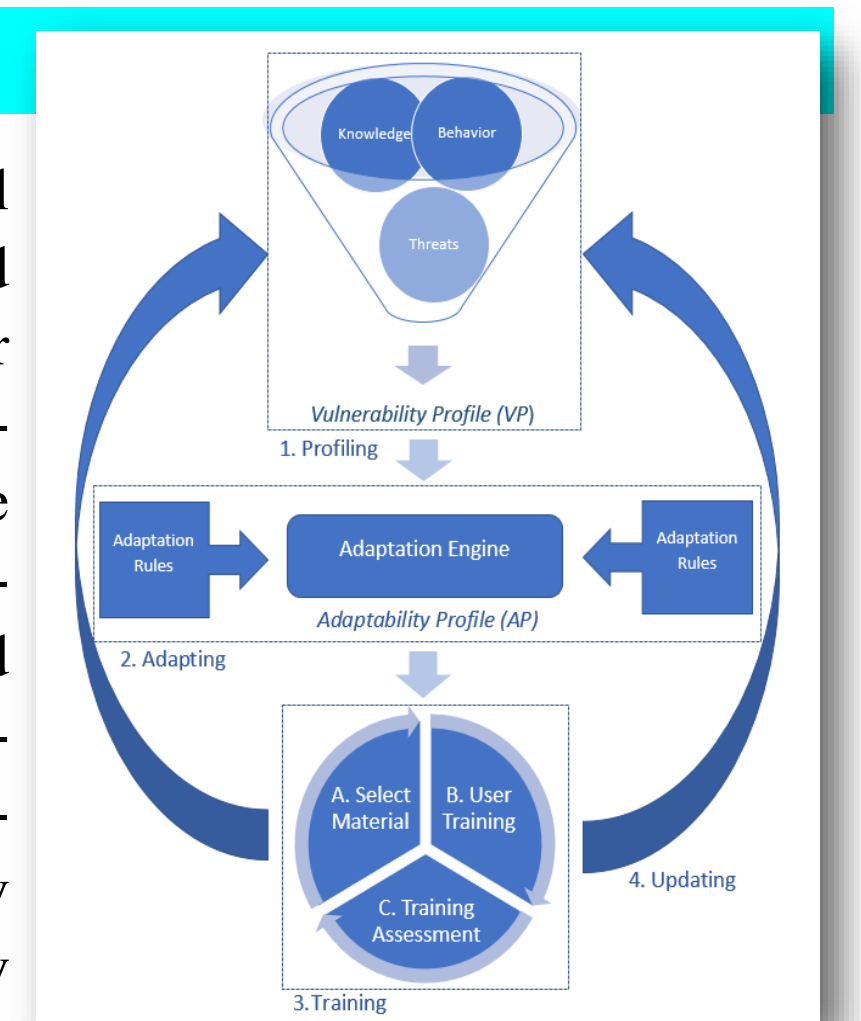 Knowledge
Behavior
Threats
Vulnerability Profile (VP)
1. Profiling
Adaptation
Rules
Adaptation Engine
Adaptation
Rules
Adaptability Profile (AP)
2. Adapting
A. Select
Material
B. User
Training
C. Training
Assessment
4. Updating
3.Training